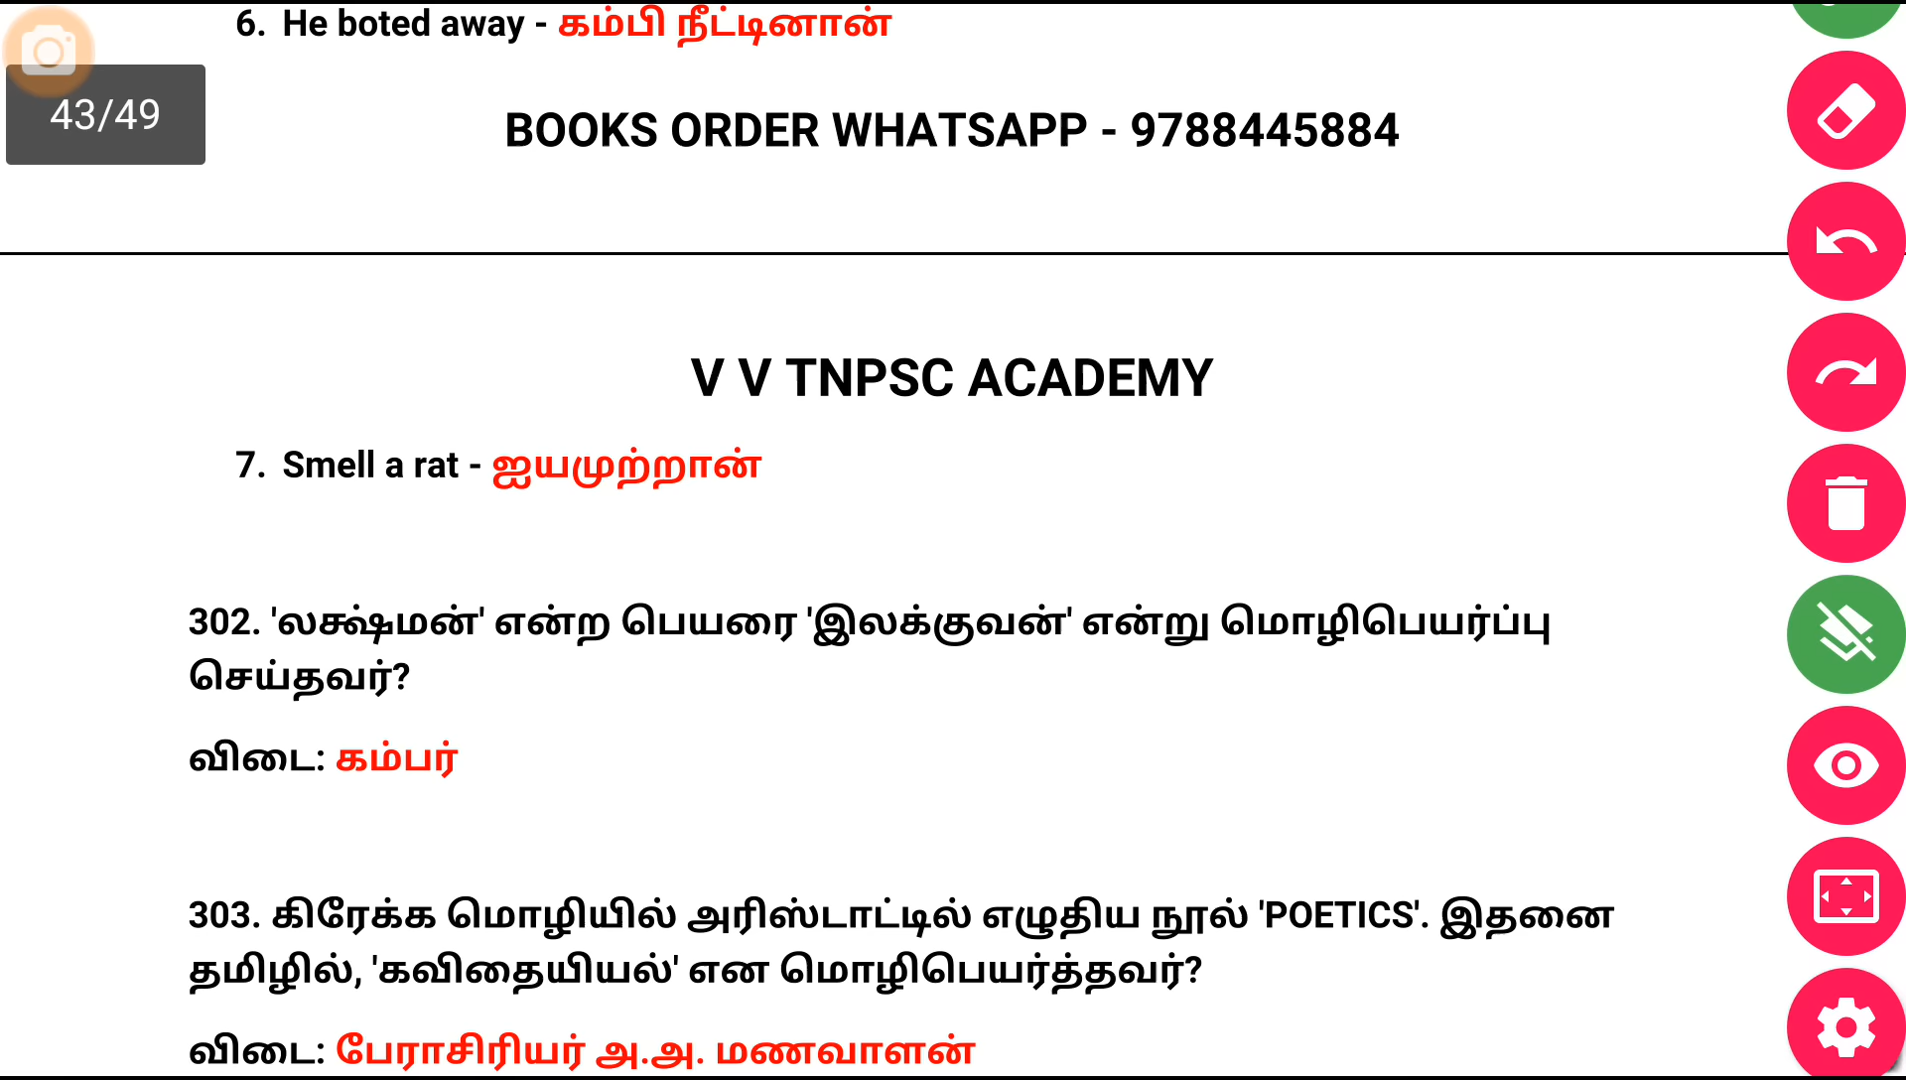 6. He boted away - கம்பி நீட்டினான்
43/49
BOOKS ORDER WHATSAPP - 9788445884
V V TNPSC ACADEMY
7. Smell a rat - ஐயமுற்றான்
302. 'லக்ஷ்மன்' என்ற பெயரை 'இலக்குவன்' என்று மொழிபெயர்ப்பு
செய்தவர்?
விடை: கம்பர்
303. கிரேக்க மொழியில் அரிஸ்டாட்டில் எழுதிய நூல் 'POETICS'. இதனை
தமிழில், 'கவிதையியல்' என மொழிபெயர்த்தவர்?
விடை: பேராசிரியர் அ.அ. மணவாளன்